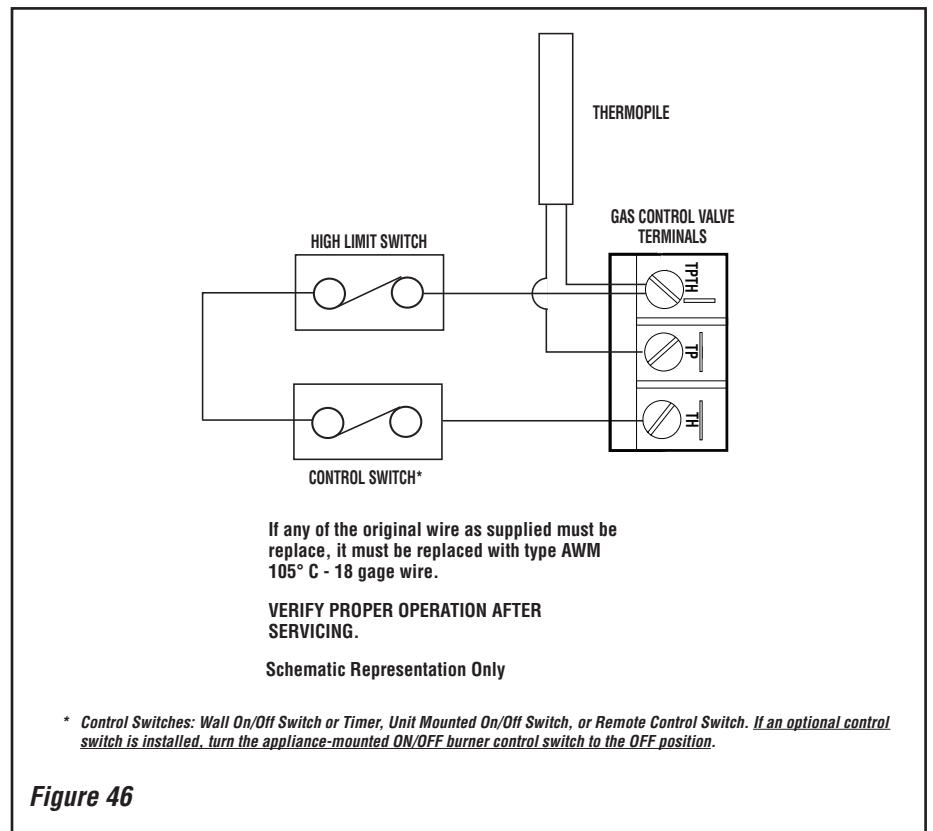 THERMOPILE
GAS CONTROL VALVE
TERMINALS
HIGH LIMIT SWITCH
TPTH
TP
TH
CONTROL SWITCH*
If any of the original wire as supplied must be
replace, it must be replaced with type AWM
105° C - 18 gage wire.
VERIFY PROPER OPERATION AFTER
SERVICING.
Schematic Representation Only
* Control Switches: Wall On/Off Switch or Timer, Unit Mounted On/Off Switch, or Remote Control Switch. If an optional control
switch is installed, turn the appliance-mounted ON/OFF burner control switch to the OFF position.
Figure 46